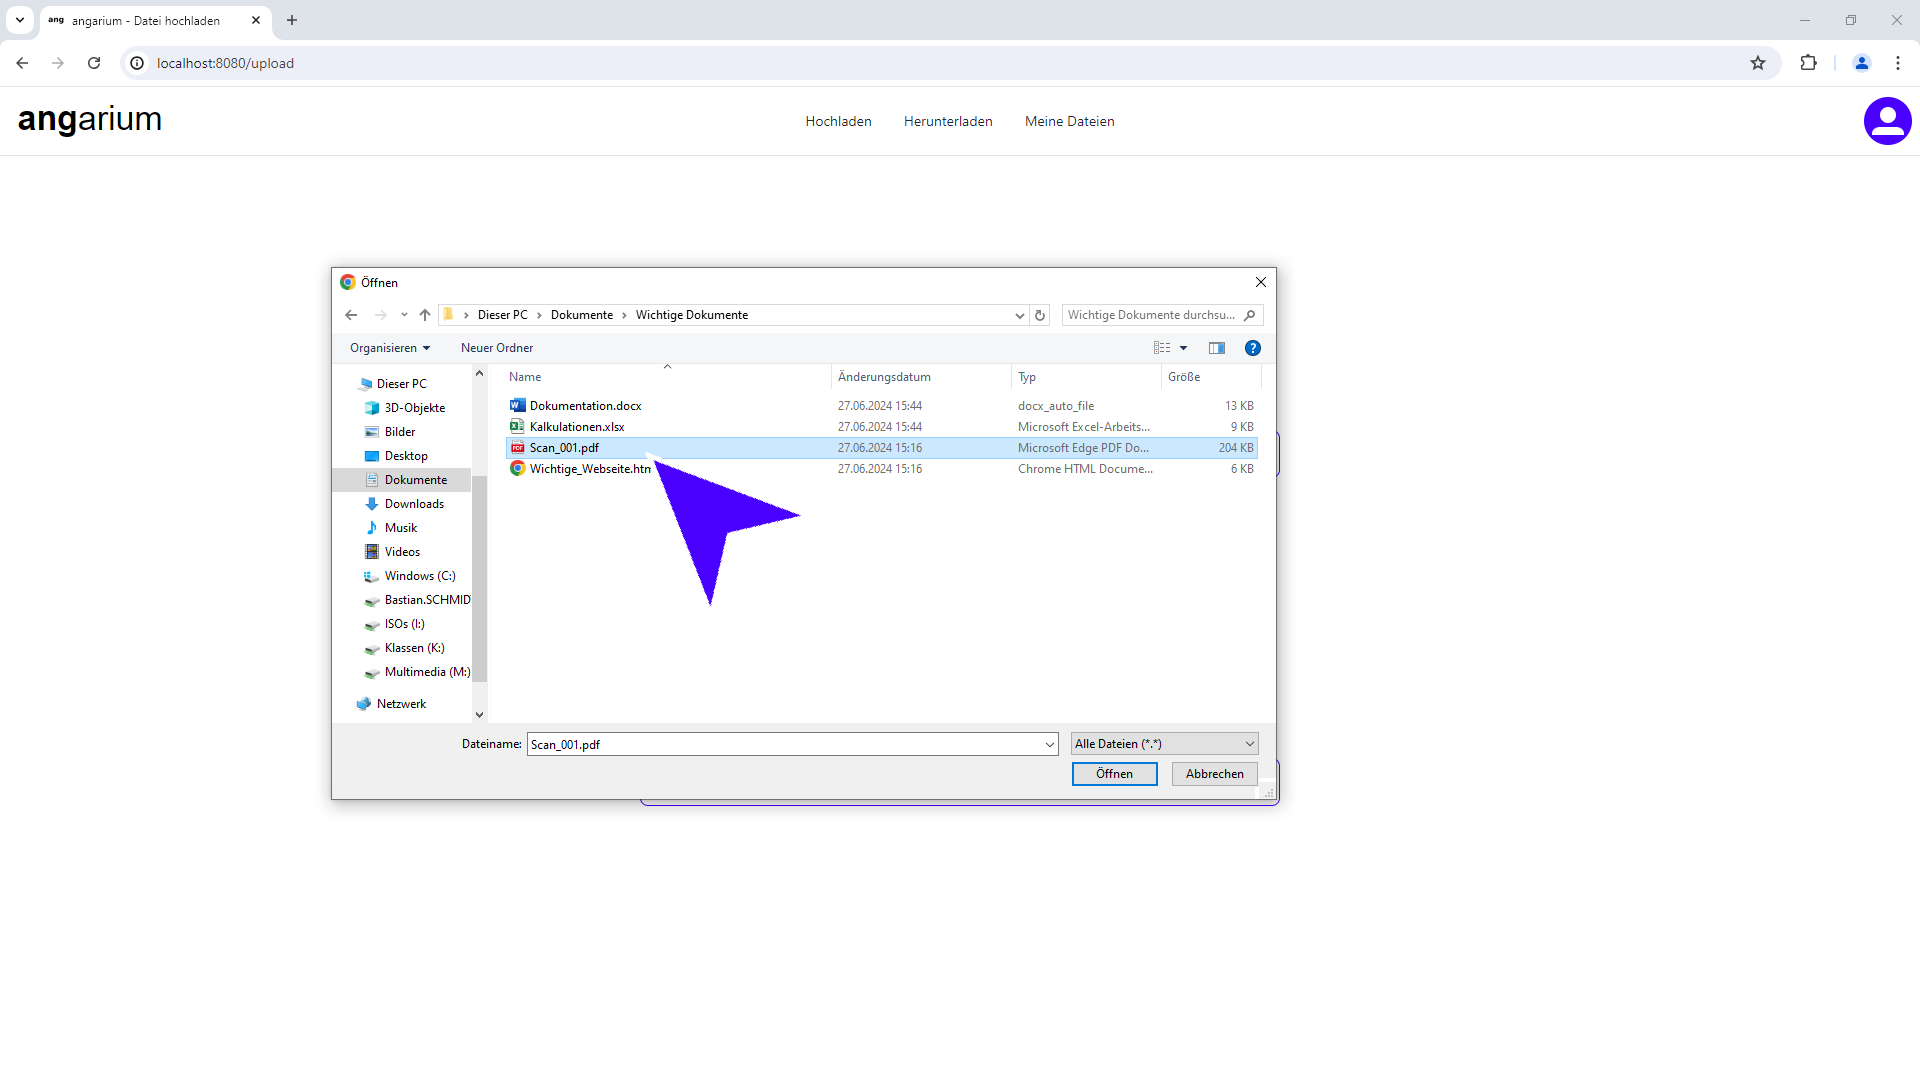 ang angarium - Datei hochladen
localhost:8080/upload
angarium
Hochladen Herunterladen Meine Dateien
Öffnen
Dieser PC Dokumente Wichtige Dokumente
Wichtige Dokumente durchsu...
Organisieren Neuer Ordner
Name Änderungsdatum Typ Größe
Dokumentation.docx 27.06.2024 15:44 docx_auto_file 13 KB
Kalkulationen.xlsx 27.06.2024 15:44 Microsoft Excel-Arbeits... 9 KB
Scan_001.pdf 27.06.2024 15:16 Microsoft Edge PDF Do... 204 KB
Wichtige_Webseite.htm 27.06.2024 15:16 Chrome HTML Docume... 6 KB
Dieser PC
3D-Objekte
Bilder
Desktop
Dokumente
Downloads
Musik
Videos
Windows (C:)
Bastian.SCHMID
ISOs (I:)
Klassen (K:)
Multimedia (M:)
Netzwerk
Dateiname: Scan_001.pdf Alle Dateien (*.*)
Öffnen Abbrechen